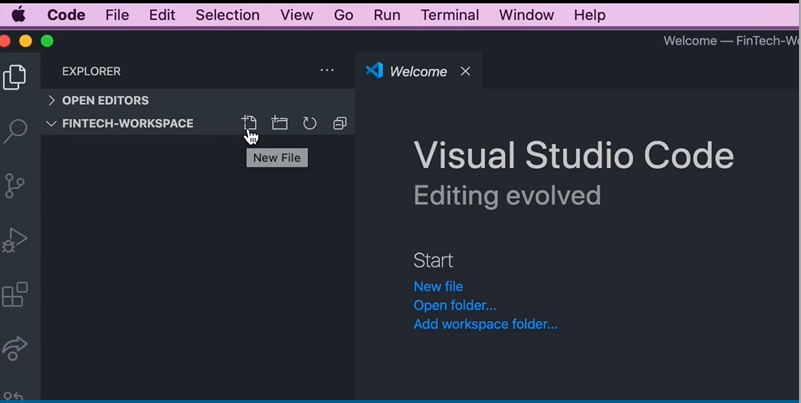 Code File Edit Selection View Go Run Terminal Window Help
Welcome — FinTech-Wo
EXPLORER
Welcome
OPEN EDITORS
FINTECH-WORKSPACE
New File
Visual Studio Code
Editing evolved
Start
New file
Open folder...
Add workspace folder...